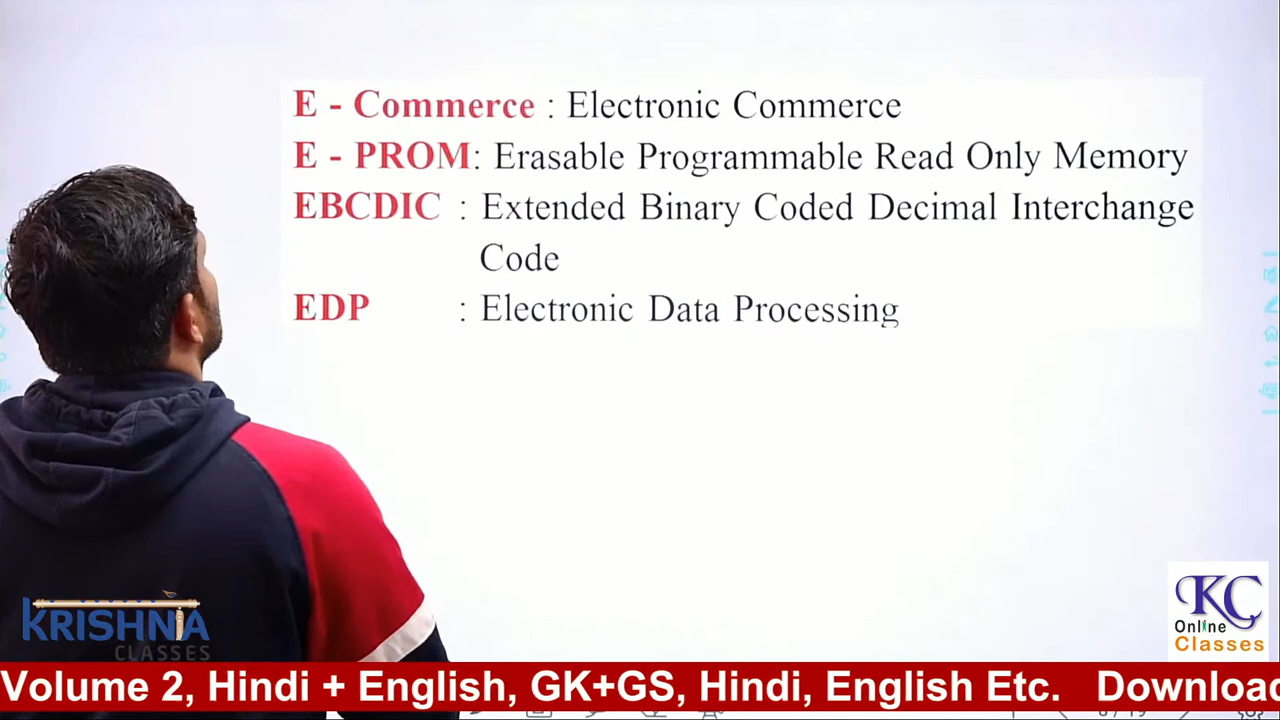 E - Commerce : Electronic Commerce
E - PROM: Erasable Programmable Read Only Memory
EBCDIC : Extended Binary Coded Decimal Interchange
Code
EDP : Electronic Data Processing
KRISHNA
CLASSES
KC
Online
Classes
Volume 2, Hindi + English, GK+GS, Hindi, English Etc. Download